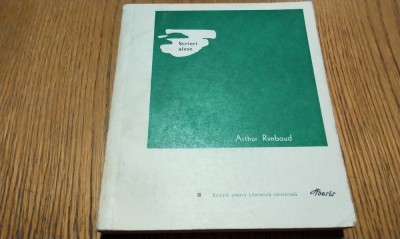 Scrieri
alese
Arthur Rimbaud
Editura pentru Literatură Universală